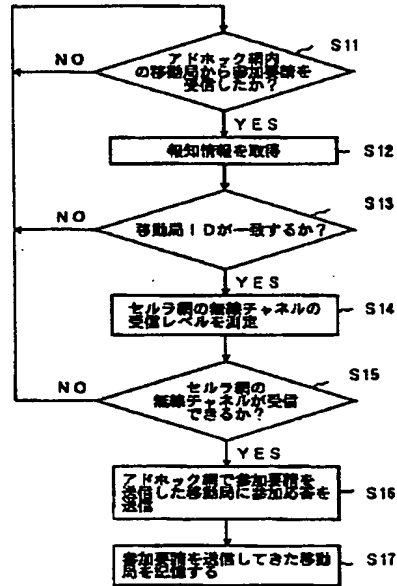 S11
アドホック網内
の移動局から参加要請を
受信したか？
NO
YES
報知情報を取得
S12
S13
移動局IDが一致するか？
NO
YES
セルラ網の無線チャネルの
受信レベルを測定
S14
S15
セルラ網の
無線チャネルが受信
できるか？
NO
YES
アドホック網で参加要請を
送信した移動局に参加応答を
送信
S16
参加要請を送信してきた移動
局を記憶する
S17